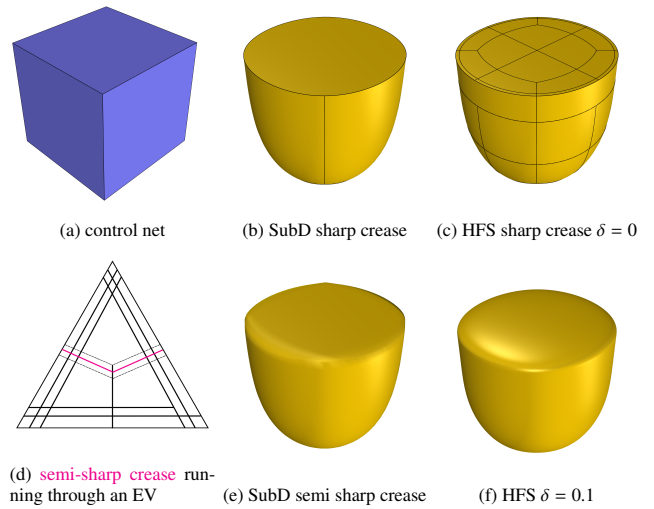 (a) control net
(b) SubD sharp crease
(c) HFS sharp crease δ = 0
(d) semi-sharp crease run-
ning through an EV
(e) SubD semi sharp crease
(f) HFS δ = 0.1